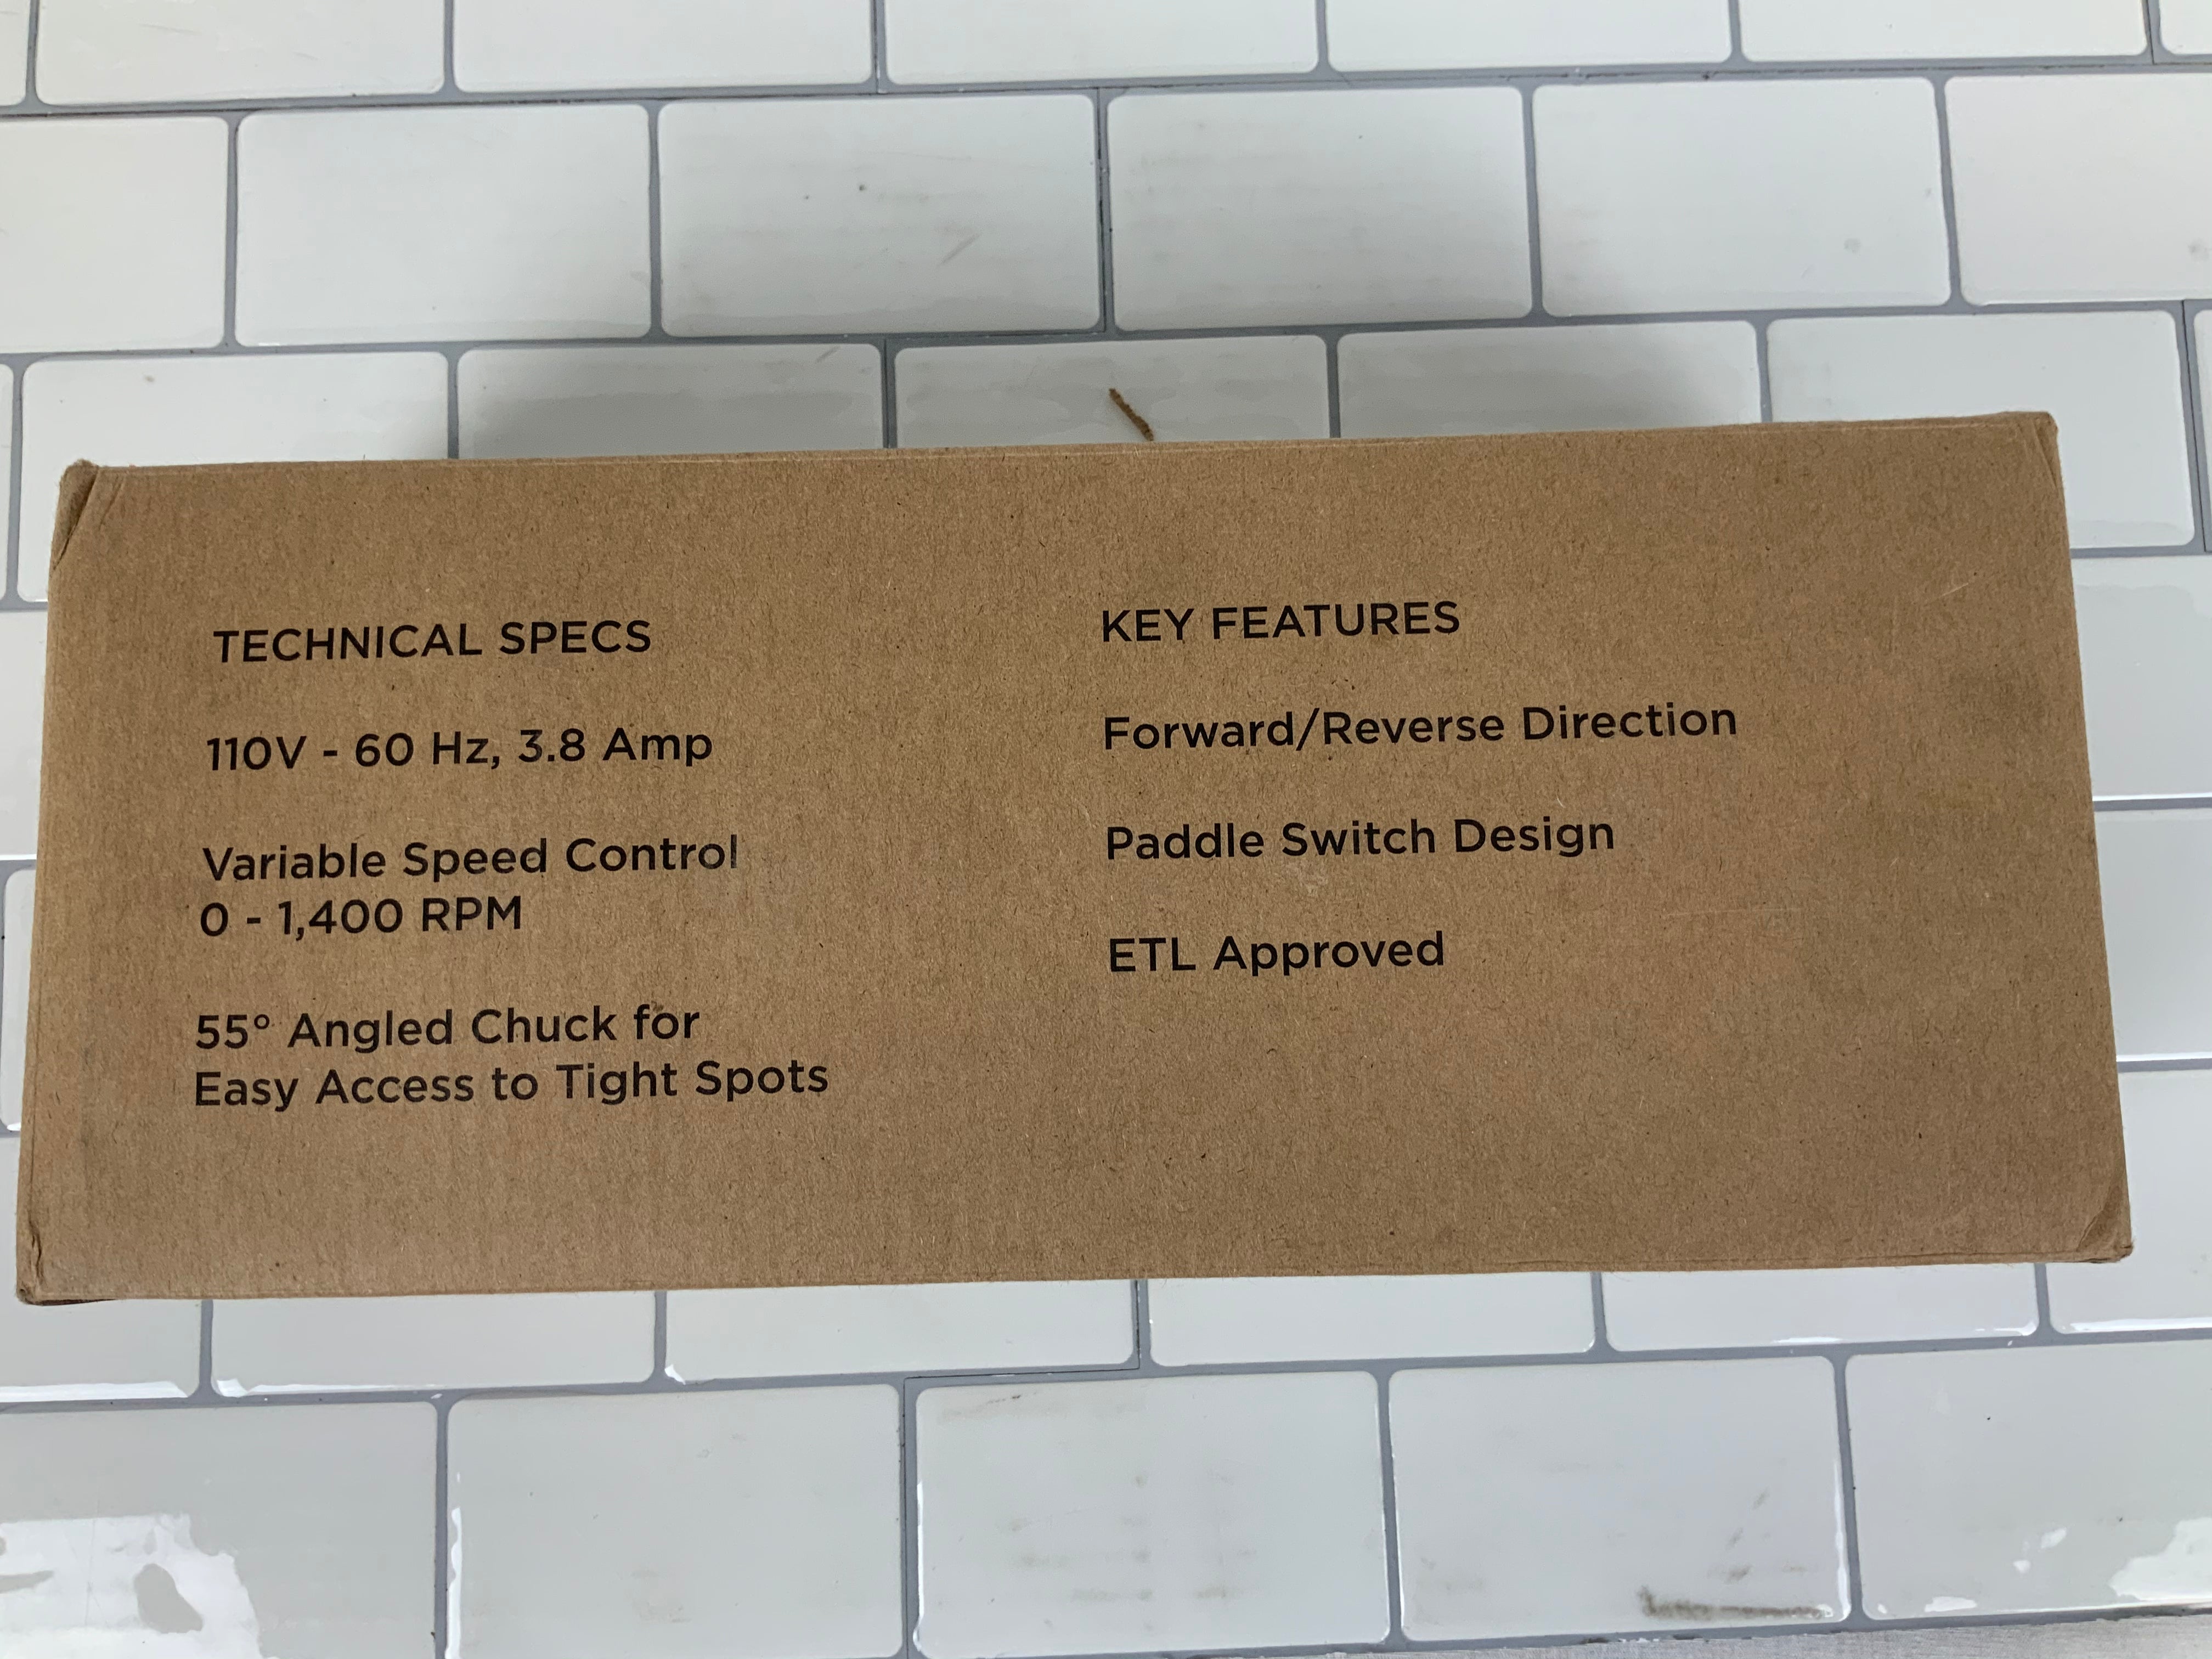 TECHNICAL SPECS
110V - 60 Hz, 3.8 Amp
Variable Speed Control
0 - 1,400 RPM
55° Angled Chuck for
Easy Access to Tight Spots
KEY FEATURES
Forward/Reverse Direction
Paddle Switch Design
ETL Approved